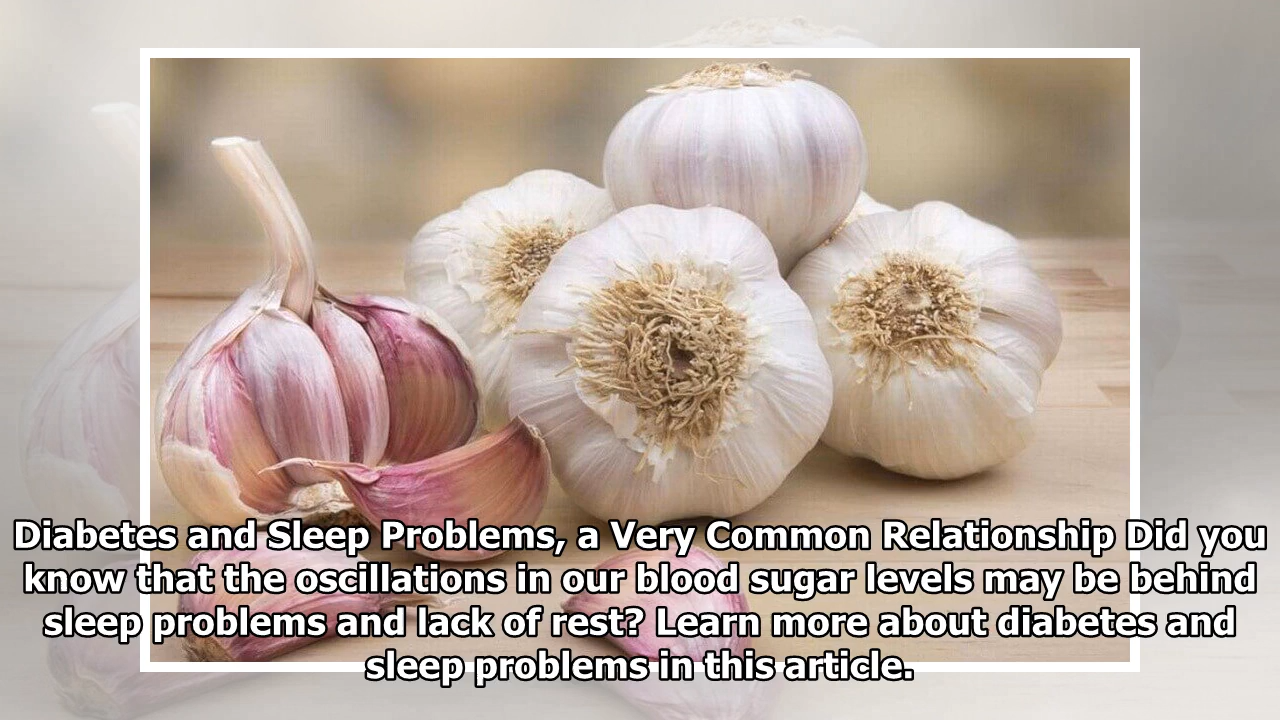 Diabetes and Sleep Problems, a Very Common Relationship Did you
know that the oscillations in our blood sugar levels may be behind
sleep problems and lack of rest? Learn more about diabetes and
sleep problems in this article.